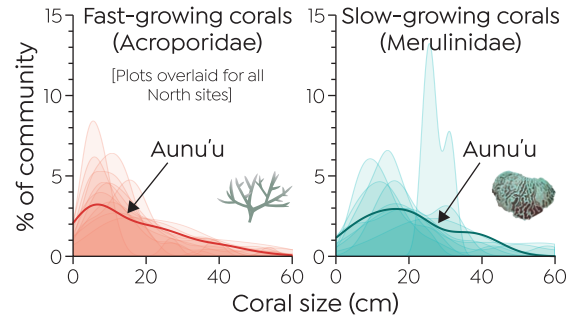 Fast-growing corals
(Acroporidae)
[Plots overlaid for all
North sites]
Aunu'u
% of community
15
10
5
0
0
20
40
60
Slow-growing corals
(Merulinidae)
Aunu'u
15
10
5
0
0
20
40
60
Coral size (cm)